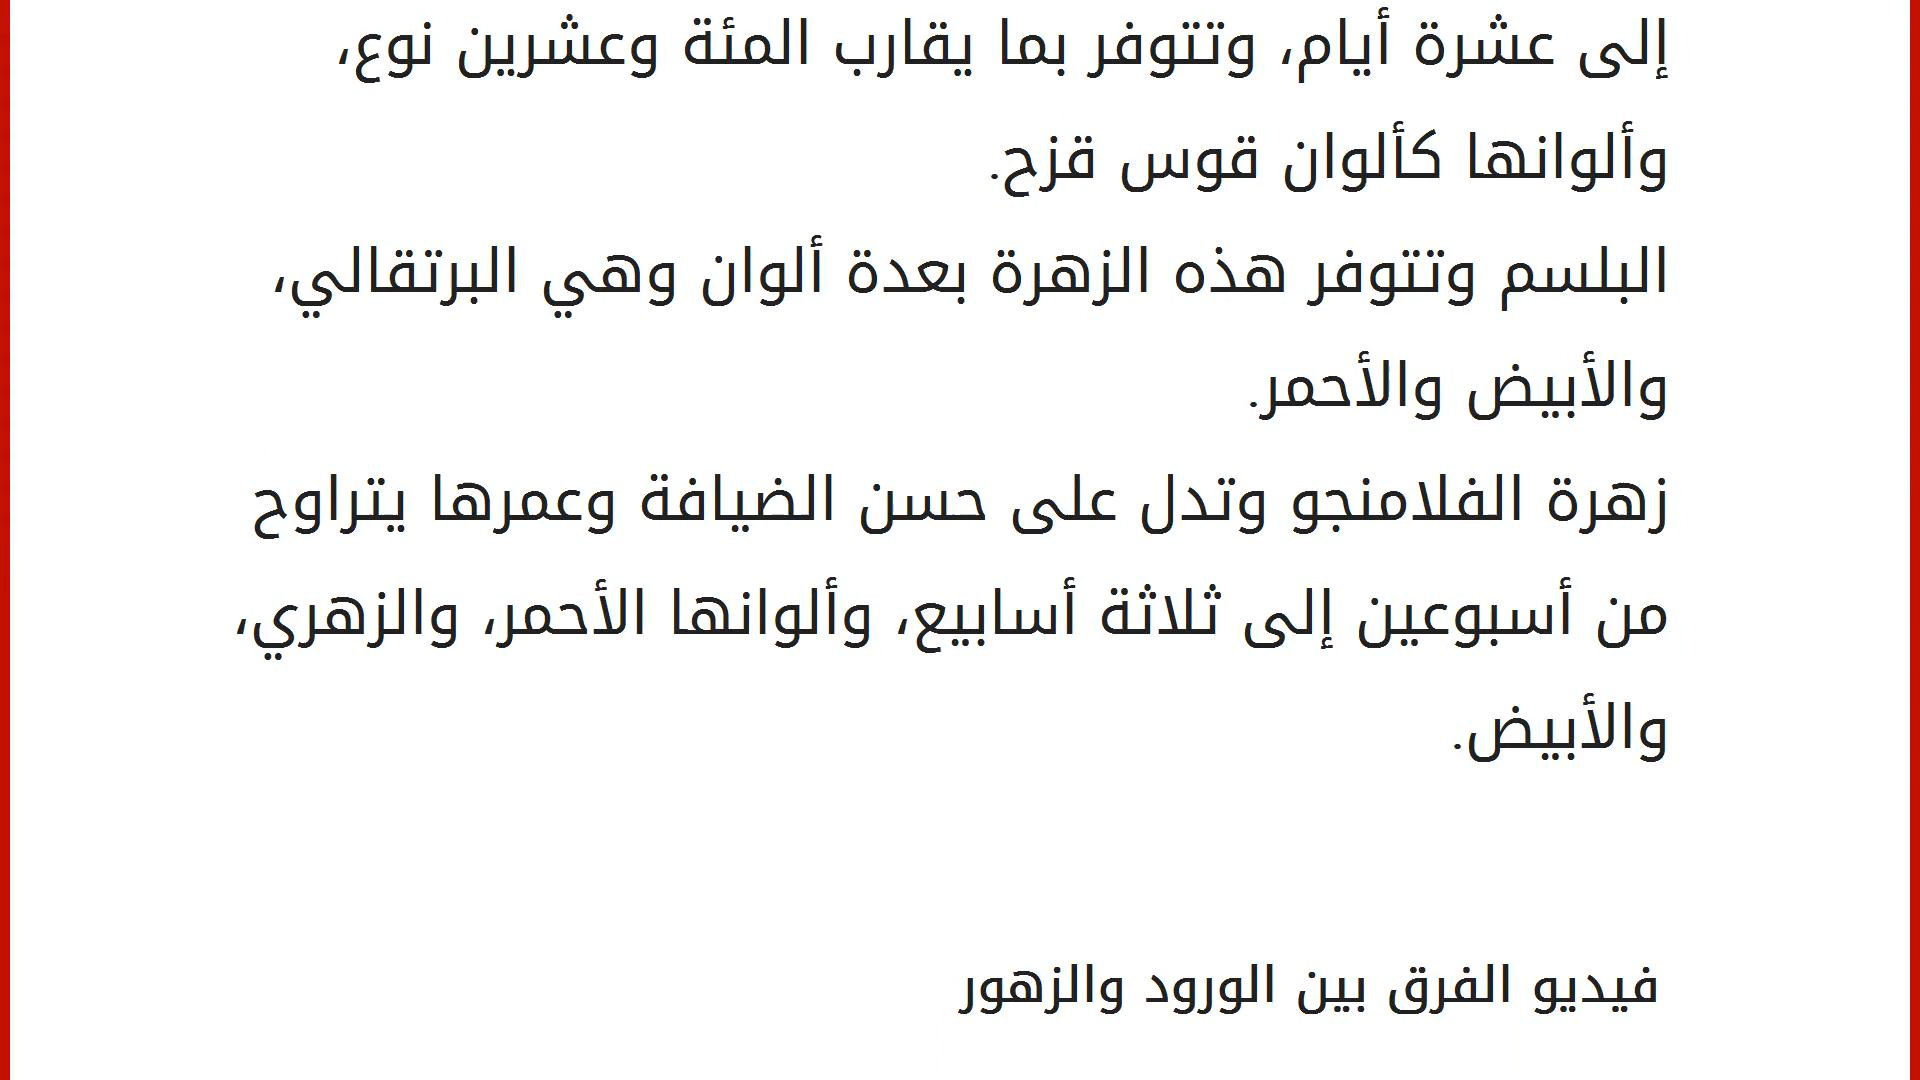 إلى عشرة أيام، وتتوفر بما يقارب المئة وعشرين نوع،
وألوانها كألوان قوس قزح.
البلسم وتتوفر هذه الزهرة بعدة ألوان وهي البرتقالي،
والأبيض والأحمر.
زهرة الفلامنجو وتدل على حسن الضيافة وعمرها يتراوح
من أسبوعين إلى ثلاثة أسابيع، وألوانها الأحمر، والزهري،
والأبيض.
فيديو الفرق بين الورود والزهور